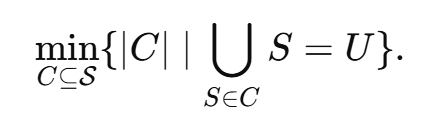 min_{C⊆𝒮} {|C| | ⋃_{S∈C} S = U}.